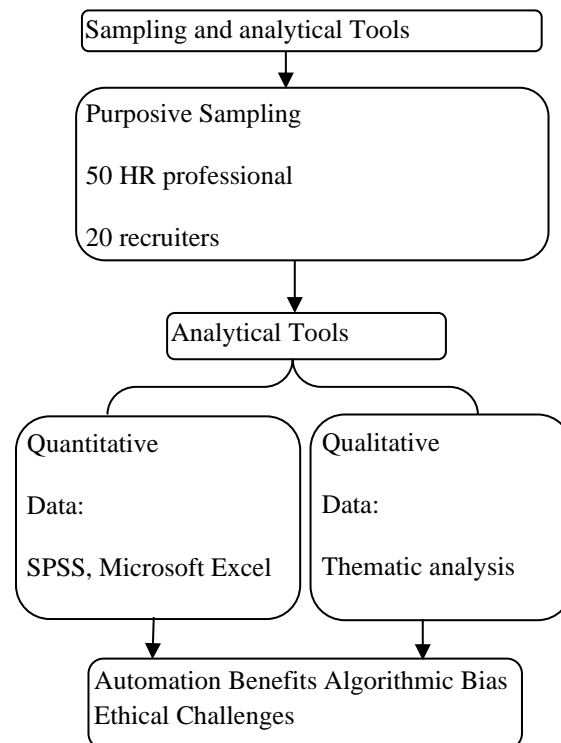 Sampling and analytical Tools
Purposive Sampling
50 HR professional
20 recruiters
Analytical Tools
Quantitative
Data:
SPSS, Microsoft Excel
Qualitative
Data:
Thematic analysis
Automation Benefits Algorithmic Bias
Ethical Challenges